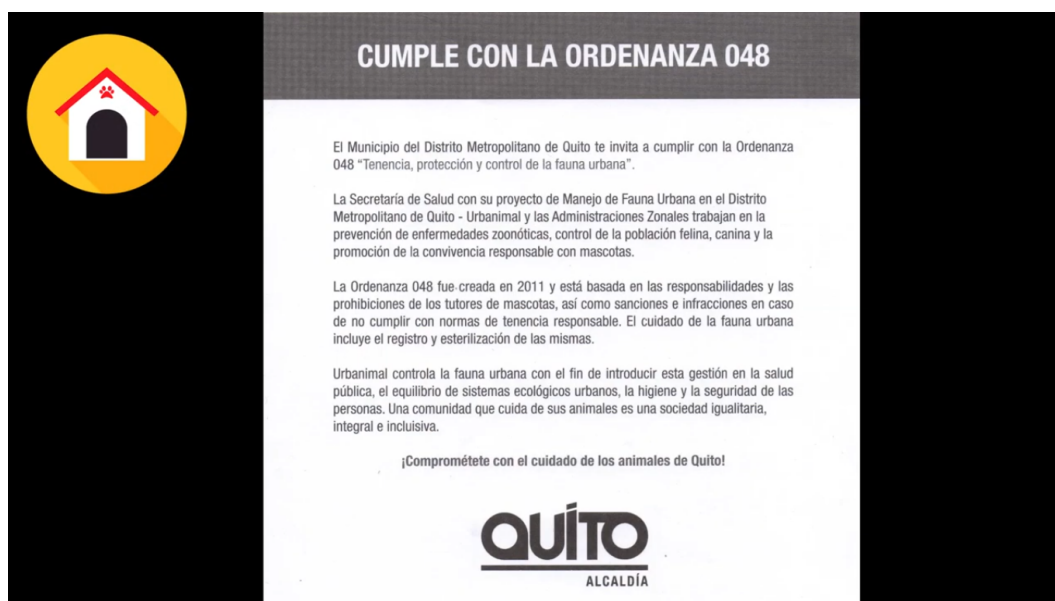 CUMPLE CON LA ORDENANZA 048
El Municipio del Distrito Metropolitano de Quito te invita a cumplir con la Ordenanza
048 “Tenencia, protección y control de la fauna urbana”.
La Secretaría de Salud con su proyecto de Manejo de Fauna Urbana en el Distrito
Metropolitano de Quito - Urbanimal y las Administraciones Zonales trabajan en la
prevención de enfermedades zoonóticas, control de la población felina, canina y la
promoción de la convivencia responsable con mascotas.
La Ordenanza 048 fue creada en 2011 y está basada en las responsabilidades y las
prohibiciones de los tutores de mascotas, así como sanciones e infracciones en caso
de no cumplir con normas de tenencia responsable. El cuidado de la fauna urbana
incluye el registro y esterilización de las mismas.
Urbanimal controla la fauna urbana con el fin de introducir esta gestión en la salud
pública, el equilibrio de sistemas ecológicos urbanos, la higiene y la seguridad de las
personas. Una comunidad que cuida de sus animales es una sociedad igualitaria,
integral e incluisiva.
¡Comprométete con el cuidado de los animales de Quito!
QUITO
ALCALDÍA